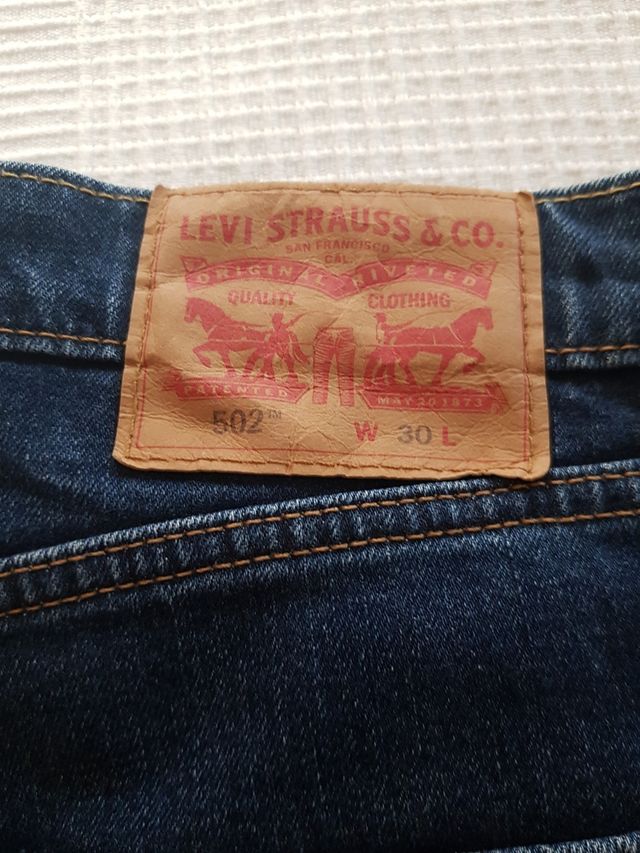 LEVI STRAUSS & CO.
SAN FRANCISCO
CAL.
ORIGINAL RIVETED
QUALITY CLOTHING
PATENTED MAY 20 1873
502™ W 30 L